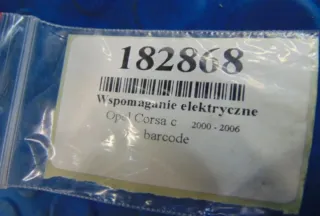 182868
Wspomaganie elektryczne
Opel Corsa c 2000 - 2006
barcode